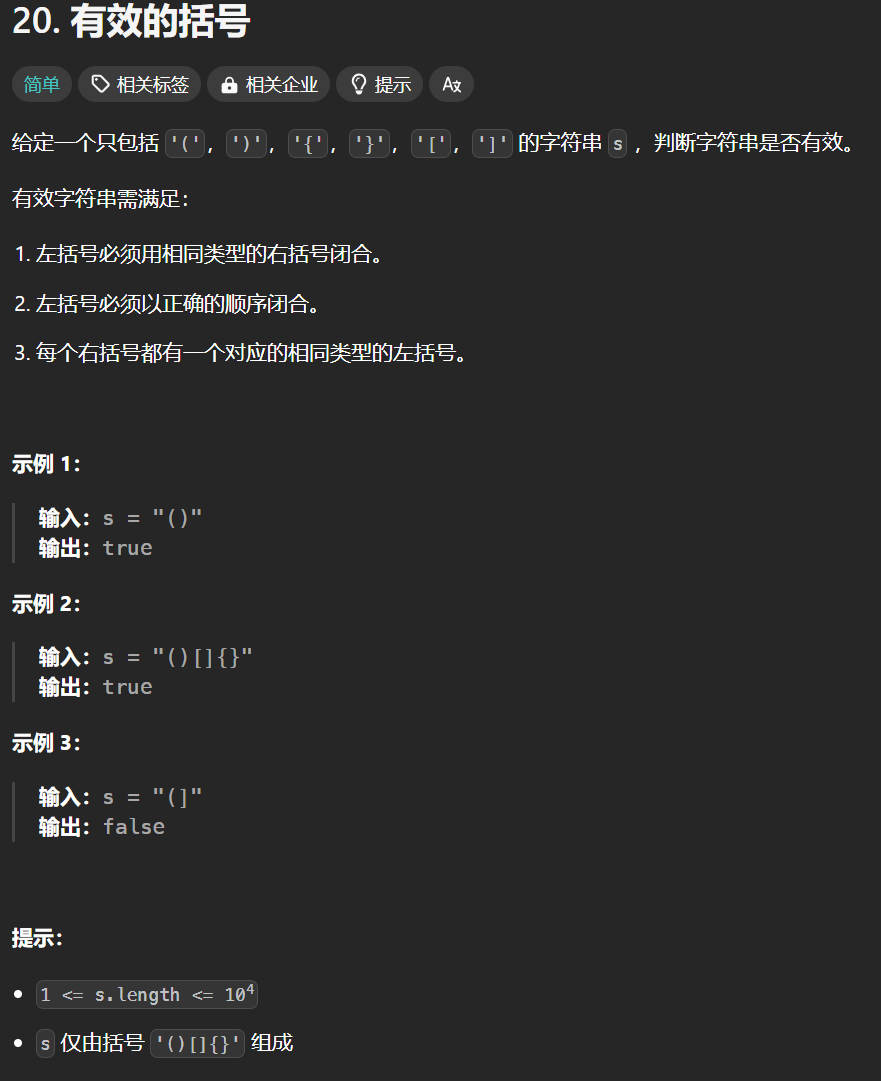 20. 有效的括号
简单 相关标签 相关企业 提示 A文
给定一个只包括 '('，')'，'{'，'}'，'['，']' 的字符串 s ，判断字符串是否有效。
有效字符串需满足：
1. 左括号必须用相同类型的右括号闭合。
2. 左括号必须以正确的顺序闭合。
3. 每个右括号都有一个对应的相同类型的左括号。
示例 1：
输入：s = "()"
输出：true
示例 2：
输入：s = "()[]{}"
输出：true
示例 3：
输入：s = "(]"
输出：false
提示：
• 1 <= s.length <= 10⁴
• s 仅由括号 '()[]{}' 组成